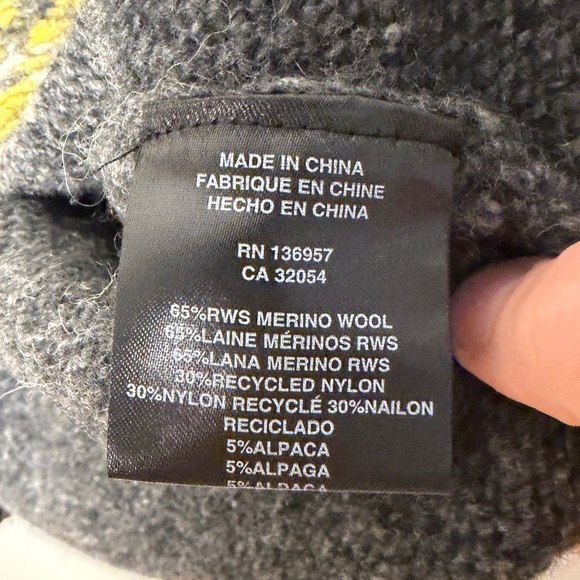 MADE IN CHINA
FABRIQUE EN CHINE
HECHO EN CHINA
RN 136957
CA 32054
65%RWS MERINO WOOL
65%LAINE MÉRINOS RWS
65%LANA MERINO RWS
30%RECYCLED NYLON
30%NYLON RECYCLÉ 30%NAILON
RECICLADO
5%ALPACA
5%ALPAGA
5%ALPACA